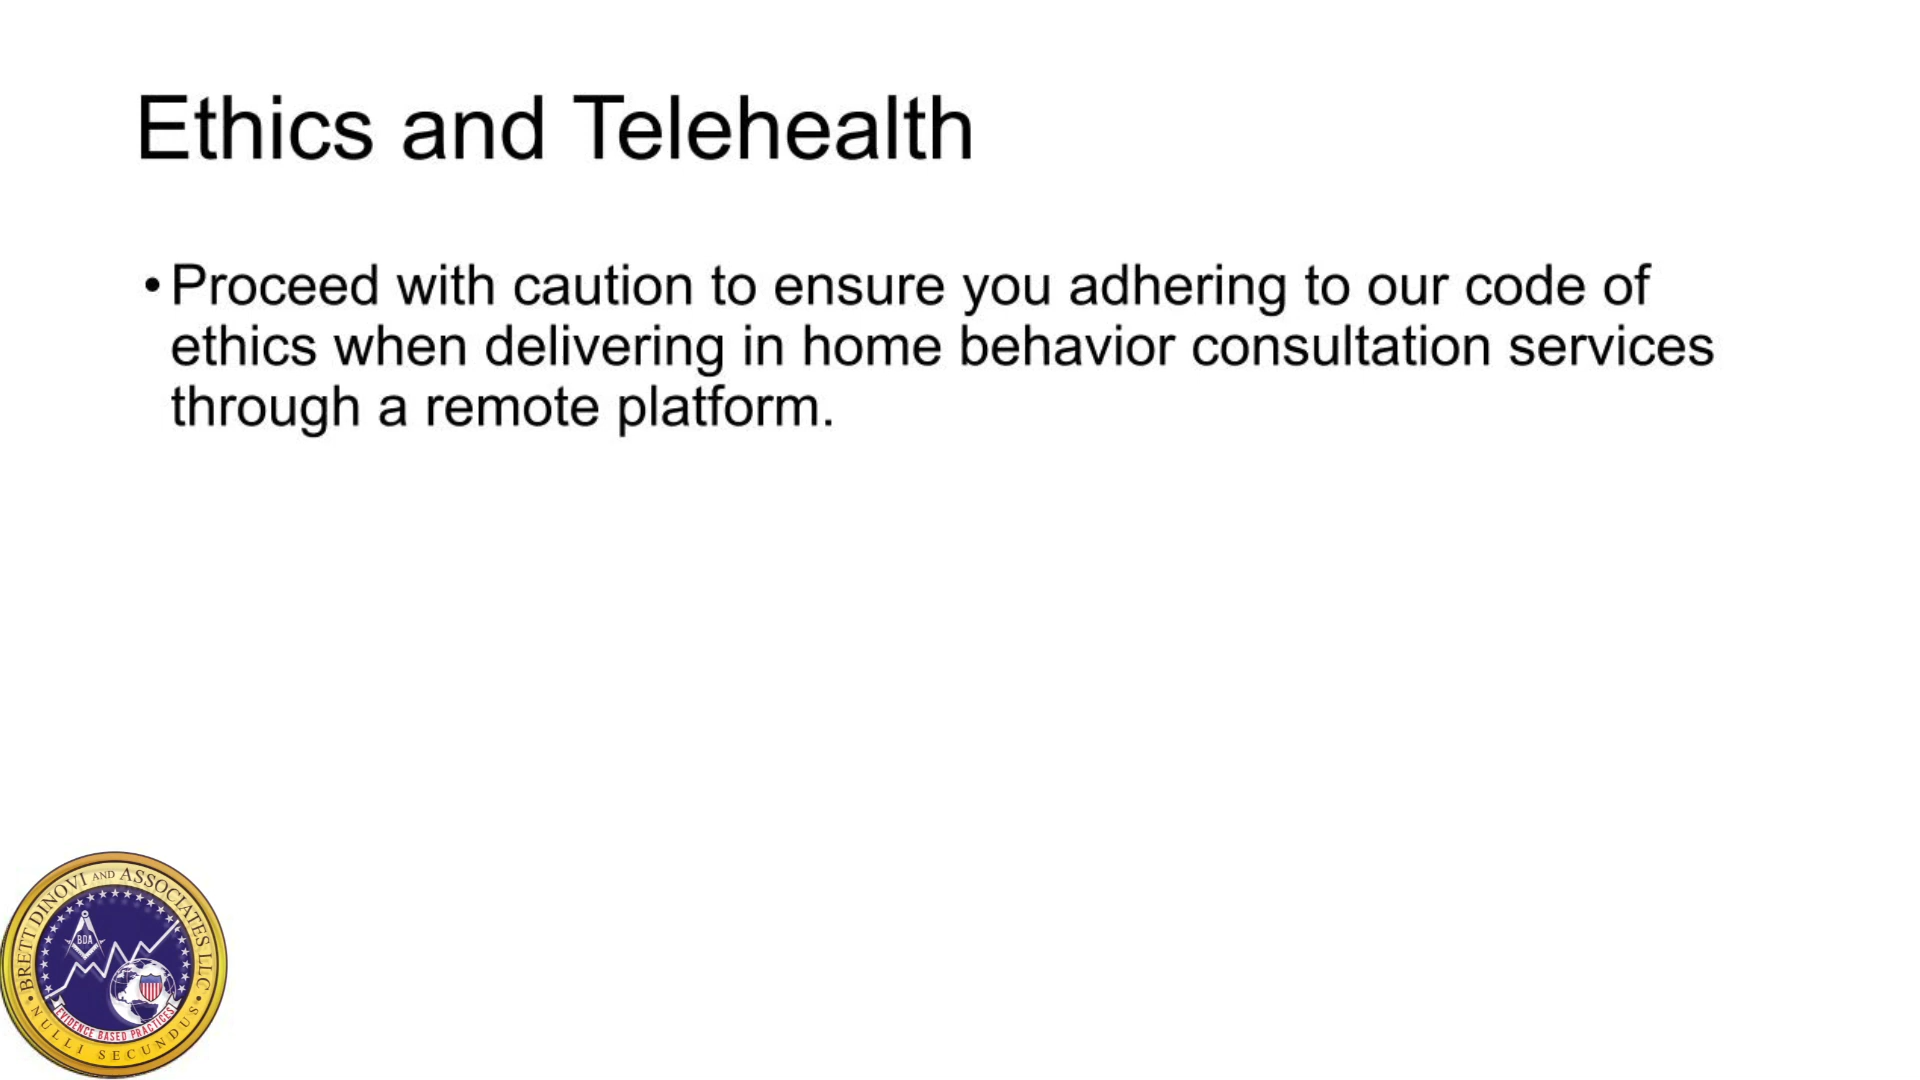 Ethics and Telehealth
• Proceed with caution to ensure you adhering to our code of
ethics when delivering in home behavior consultation services
through a remote platform.
BRETT DINOVI AND ASSOCIATES LLC
BDA
EVIDENCE BASED PRACTICES
• NULLI SECUNDUS •